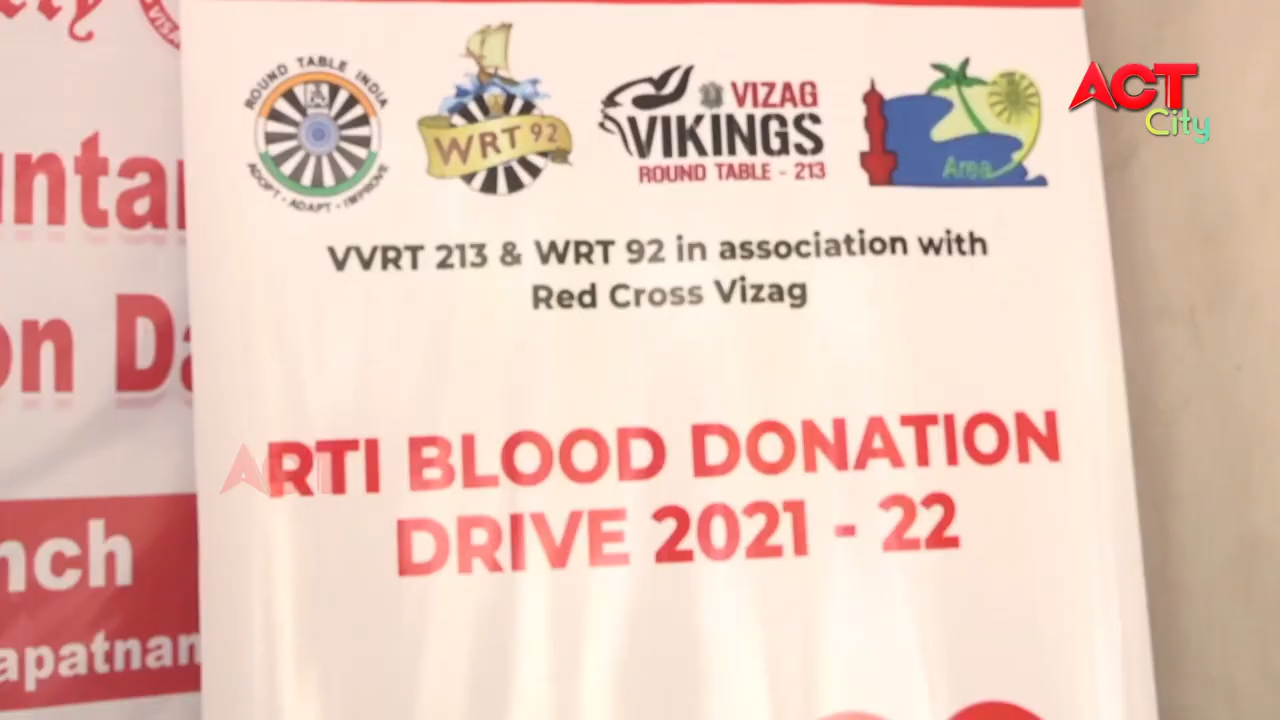 ROUND TABLE INDIA
ADOPT · ADAPT · IMPROVE
WRT 92
VIZAG
VIKINGS
ROUND TABLE - 213
Area
ACT
City
VVRT 213 & WRT 92 in association with
Red Cross Vizag
RTI BLOOD DONATION
DRIVE 2021 - 22
untar
on Da
nch
apatnam